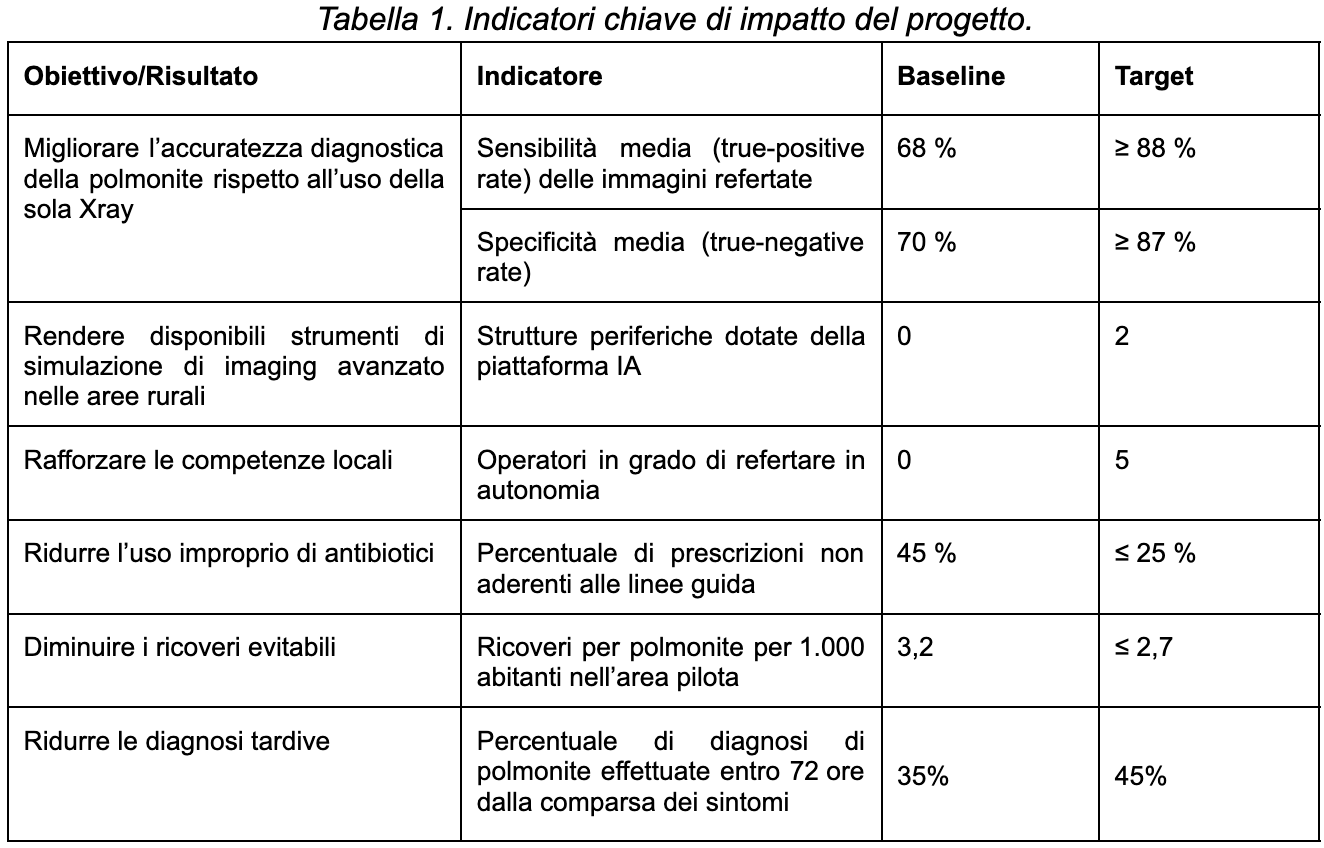 Tabella 1. Indicatori chiave di impatto del progetto.
Obiettivo/Risultato Indicatore Baseline Target
Migliorare l’accuratezza diagnostica
della polmonite rispetto all’uso della
sola Xray
Sensibilità media (true-positive
rate) delle immagini refertate
68 %
≥ 88 %
Specificità media (true-negative
rate)
70 %
≥ 87 %
Rendere disponibili strumenti di
simulazione di imaging avanzato
nelle aree rurali
Strutture periferiche dotate della
piattaforma IA
0
2
Rafforzare le competenze locali
Operatori in grado di refertare in
autonomia
0
5
Ridurre l’uso improprio di antibiotici
Percentuale di prescrizioni non
aderenti alle linee guida
45 %
≤ 25 %
Diminuire i ricoveri evitabili
Ricoveri per polmonite per 1.000
abitanti nell’area pilota
3,2
≤ 2,7
Ridurre le diagnosi tardive
Percentuale di diagnosi di
polmonite effettuate entro 72 ore
dalla comparsa dei sintomi
35%
45%